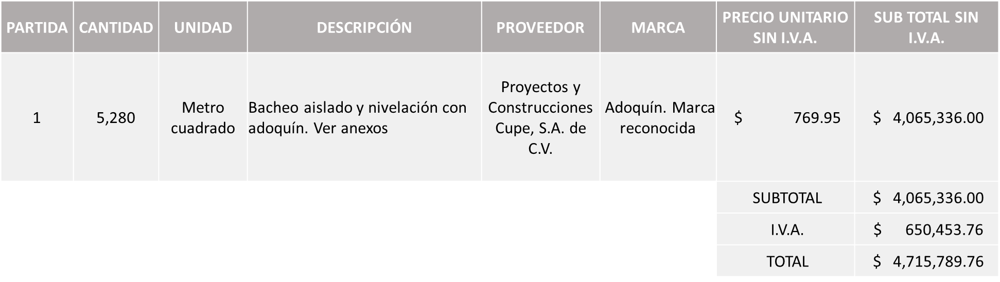 PARTIDA CANTIDAD UNIDAD DESCRIPCIÓN PROVEEDOR MARCA PRECIO UNITARIO SIN I.V.A. SUB TOTAL SIN I.V.A.
1
5,280
Metro
cuadrado
Bacheo aislado y nivelación con
adoquín. Ver anexos
Proyectos y
Construcciones
Cupe, S.A. de
C.V.
Adoquín. Marca
reconocida
$ 769.95
$ 4,065,336.00
SUBTOTAL $ 4,065,336.00
I.V.A. $ 650,453.76
TOTAL $ 4,715,789.76